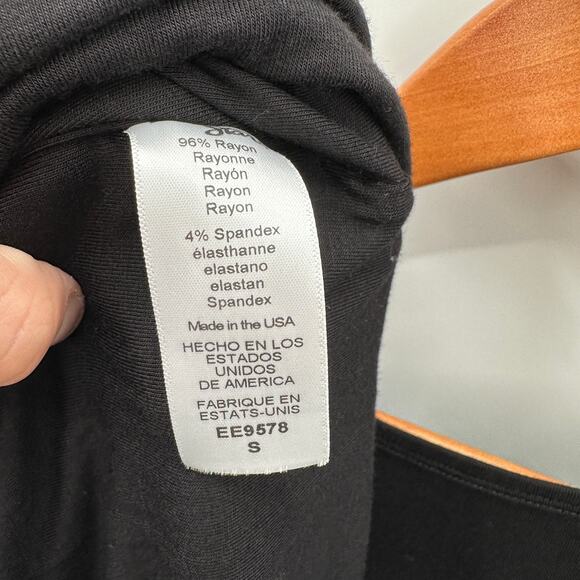 96% Rayon
Rayonne
Rayón
Rayon
Rayon
4% Spandex
élasthanne
elastano
elastan
Spandex
Made in the USA
HECHO EN LOS
ESTADOS
UNIDOS
DE AMERICA
FABRIQUE EN
ESTATS-UNIS
EE9578
S